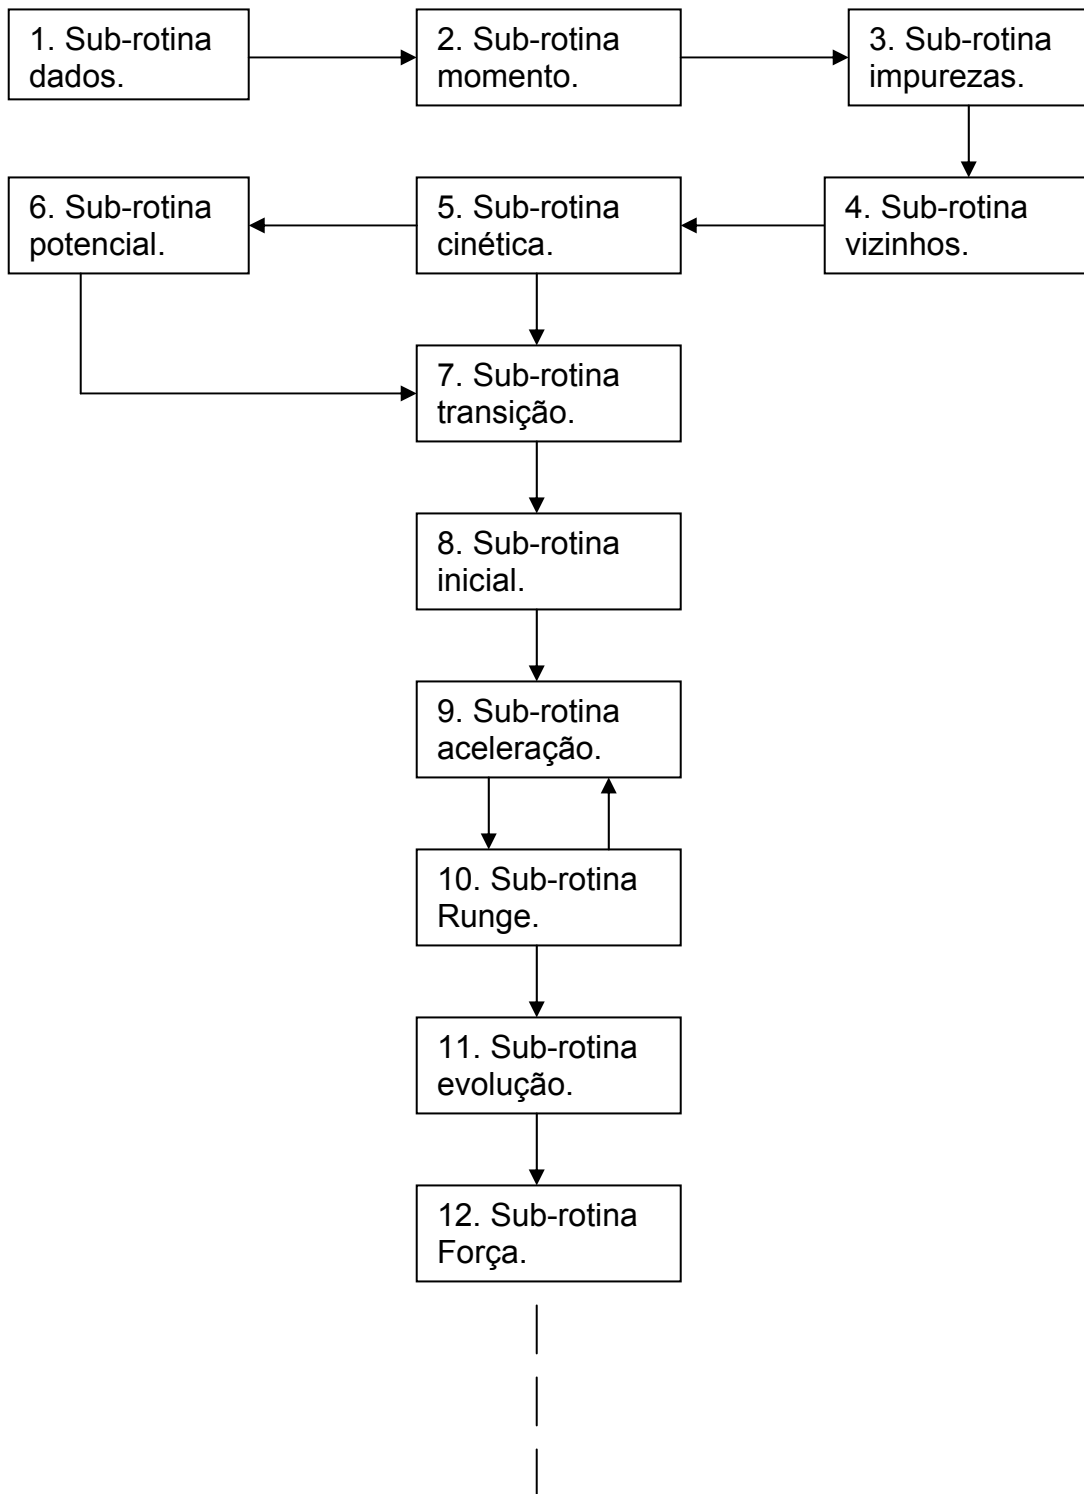 1. Sub-rotina
dados.
2. Sub-rotina
momento.
3. Sub-rotina
impurezas.
4. Sub-rotina
vizinhos.
5. Sub-rotina
cinética.
6. Sub-rotina
potencial.
7. Sub-rotina
transição.
8. Sub-rotina
inicial.
9. Sub-rotina
aceleração.
10. Sub-rotina
Runge.
11. Sub-rotina
evolução.
12. Sub-rotina
Força.